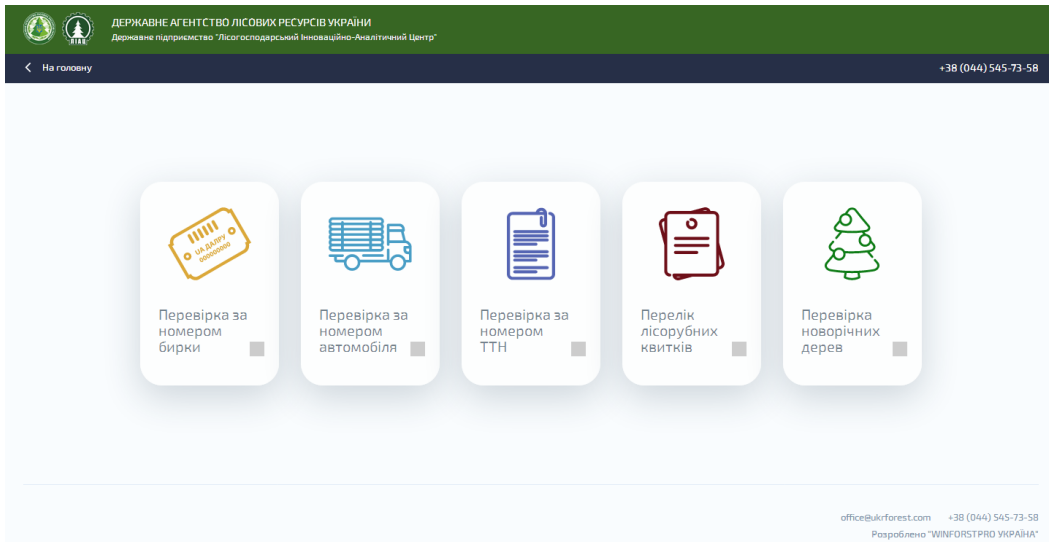 ДЕРЖАВНЕ АГЕНТСТВО ЛІСОВИХ РЕСУРСІВ УКРАЇНИ
Державне підприємство "Лісогосподарський Інноваційно-Аналітичний Центр"
ЛІАЦ
На головну
+38 (044) 545-73-58
UA ДАЛРУ
000000000
Перевірка за
номером
бирки
Перевірка за
номером
автомобіля
Перевірка за
номером
ТТН
Перелік
лісорубних
квитків
Перевірка
новорічних
дерев
office@ukrforest.com +38 (044) 545-73-58
Розроблено "WINFORSTPRO УКРАЇНА"